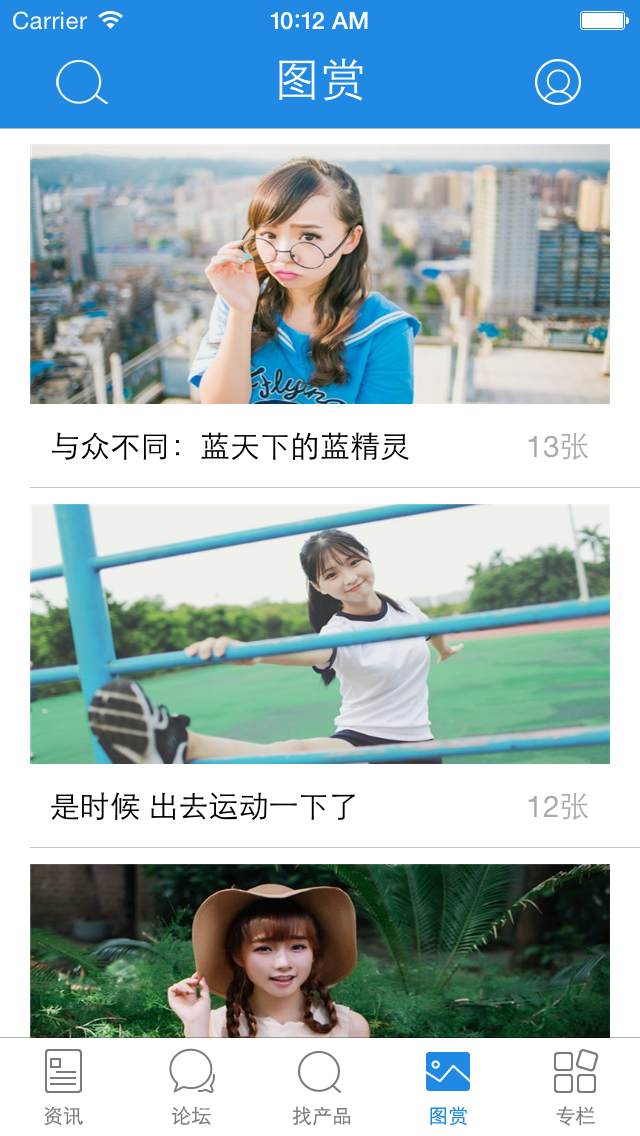 Carrier 10:12 AM
图赏
Flying
与众不同：蓝天下的蓝精灵 13张
是时候 出去运动一下了 12张
资讯 论坛 找产品 图赏 专栏